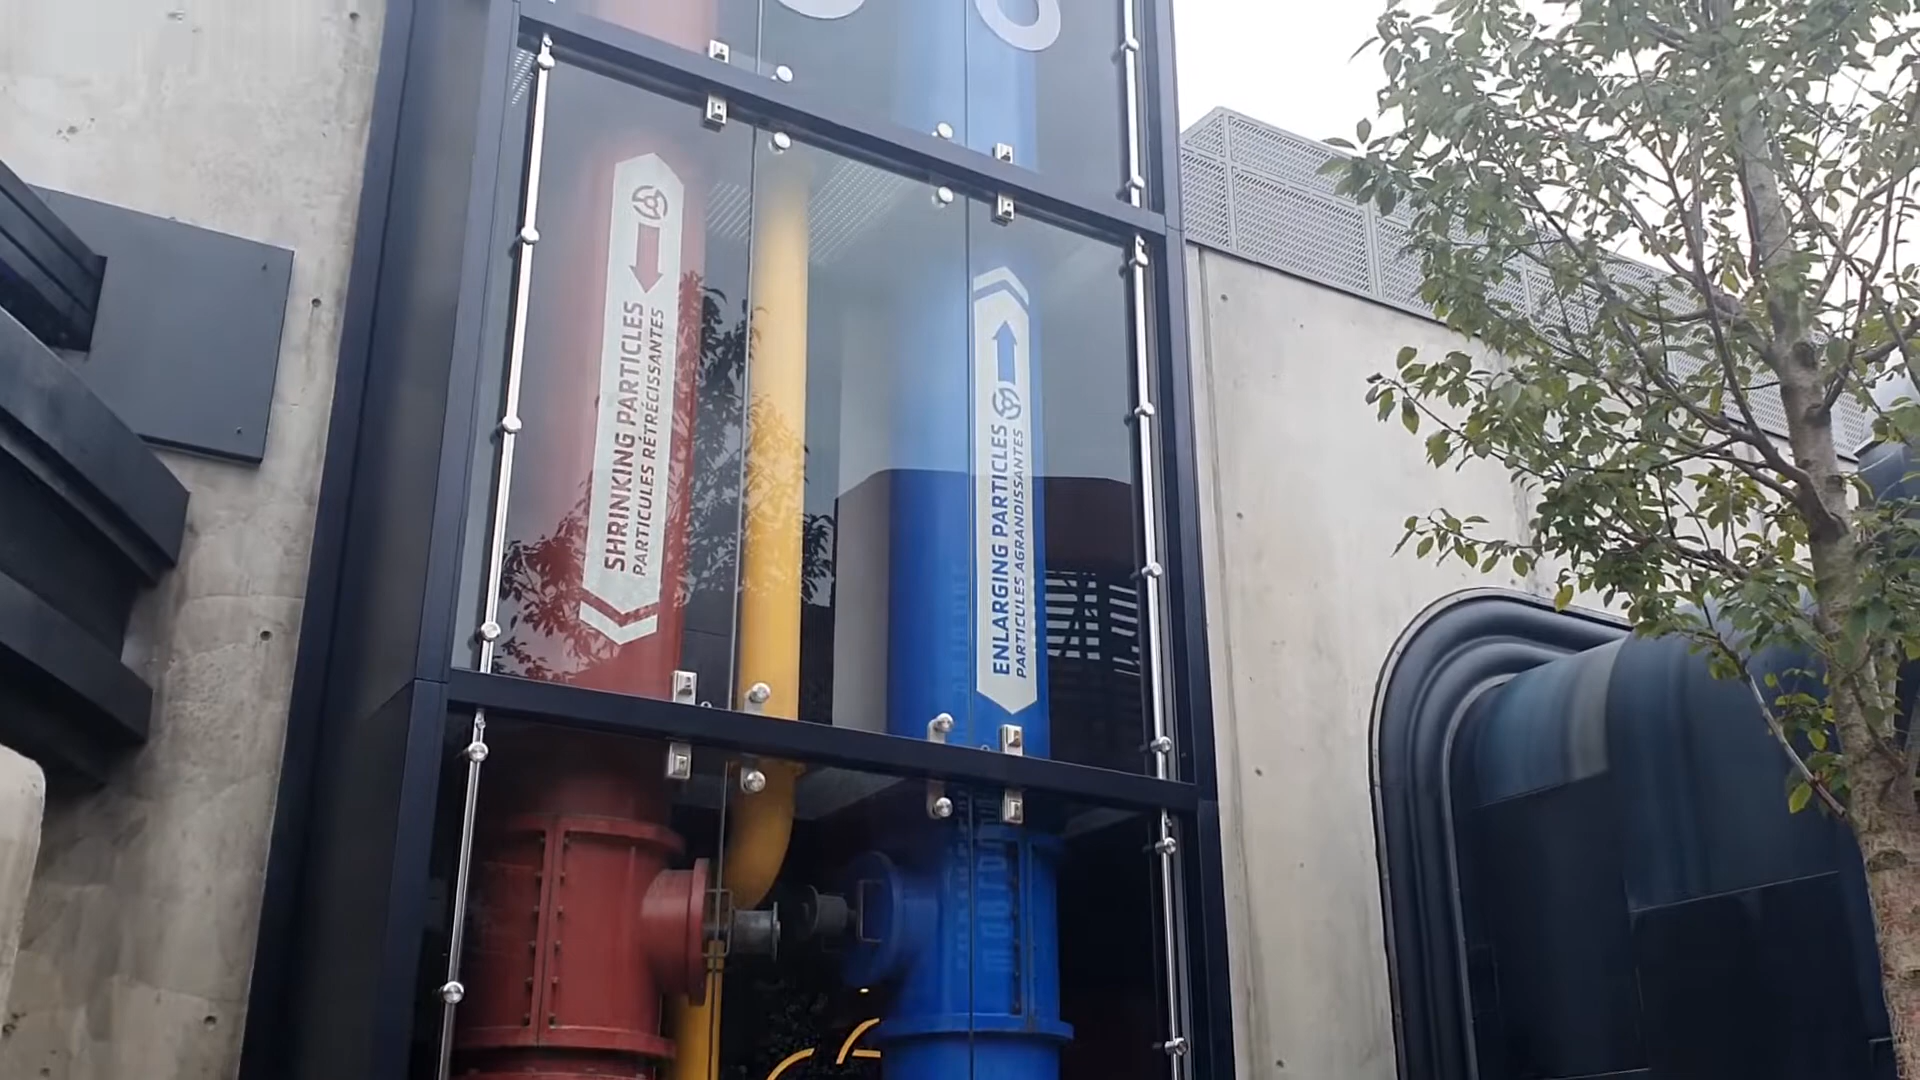 SHRINKING PARTICLES
PARTICULES RÉTRÉCISSANTES
ENLARGING PARTICLES
PARTICULES AGRANDISSANTES